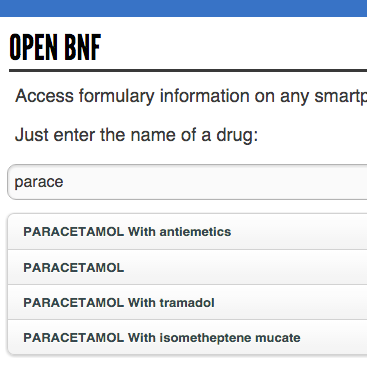 OPEN BNF
Access formulary information on any
Just enter the name of a drug:
parace
PARACETAMOL With antiemetics
PARACETAMOL
PARACETAMOL With tramadol
PARACETAMOL With isometheptene mucate